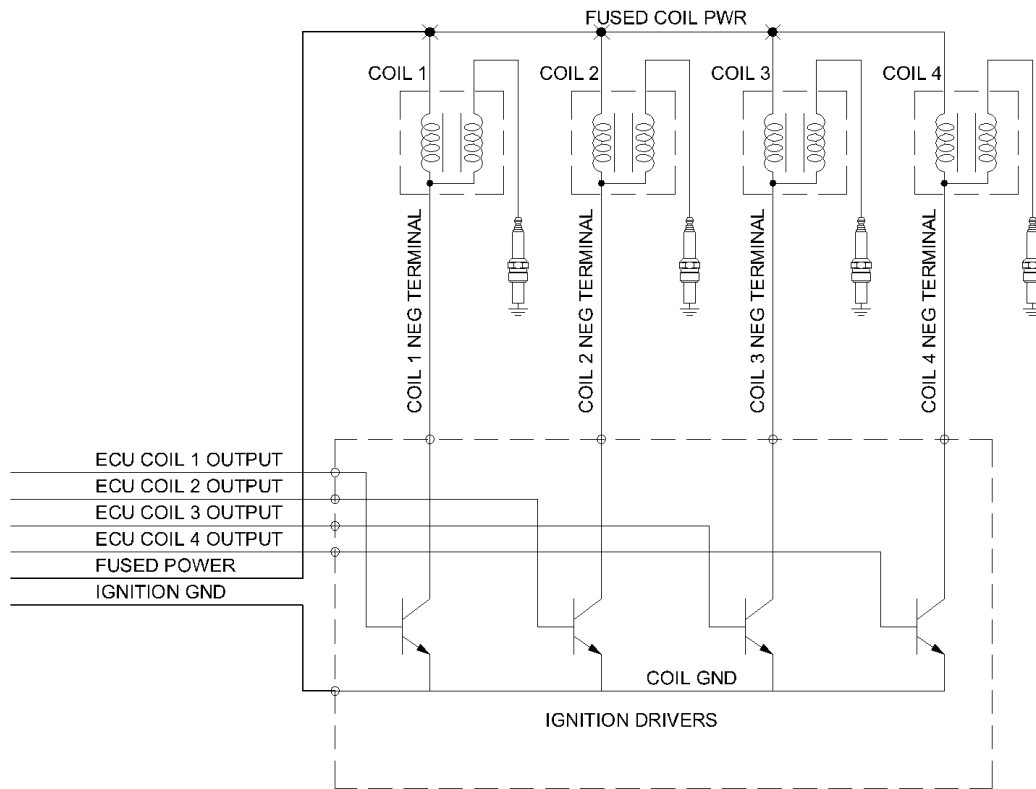 FUSED COIL PWR
COIL 1
COIL 2
COIL 3
COIL 4
COIL 1 NEG TERMINAL
COIL 2 NEG TERMINAL
COIL 3 NEG TERMINAL
COIL 4 NEG TERMINAL
ECU COIL 1 OUTPUT
ECU COIL 2 OUTPUT
ECU COIL 3 OUTPUT
ECU COIL 4 OUTPUT
FUSED POWER
IGNITION GND
COIL GND
IGNITION DRIVERS